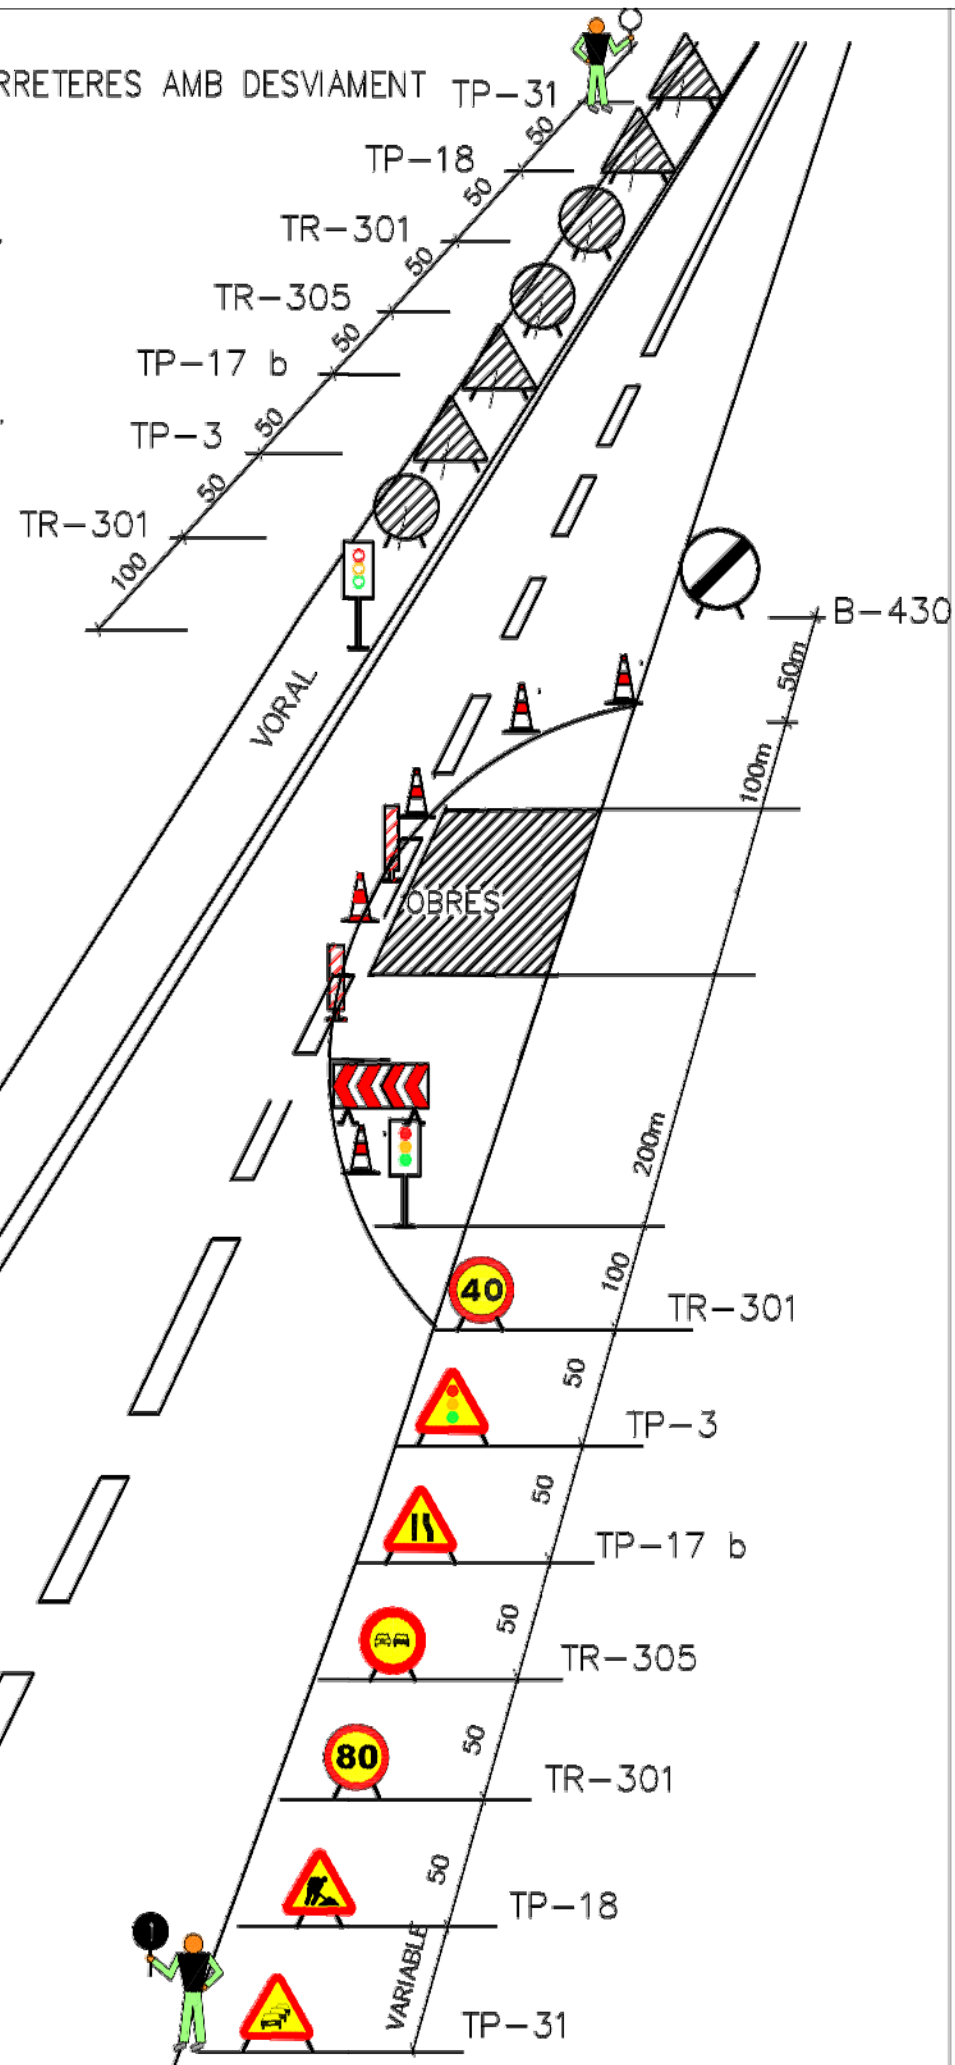 RRETERES AMB DESVIAMENT
TP-31
50
TP-18
50
TR-301
50
TR-305
50
TP-17 b
50
TP-3
50
TR-301
100
B-430
50m
VORAL
100m
OBRES
200m
100
40
TR-301
50
TP-3
50
TP-17 b
50
TR-305
50
80
TR-301
50
TP-18
VARIABLE
TP-31